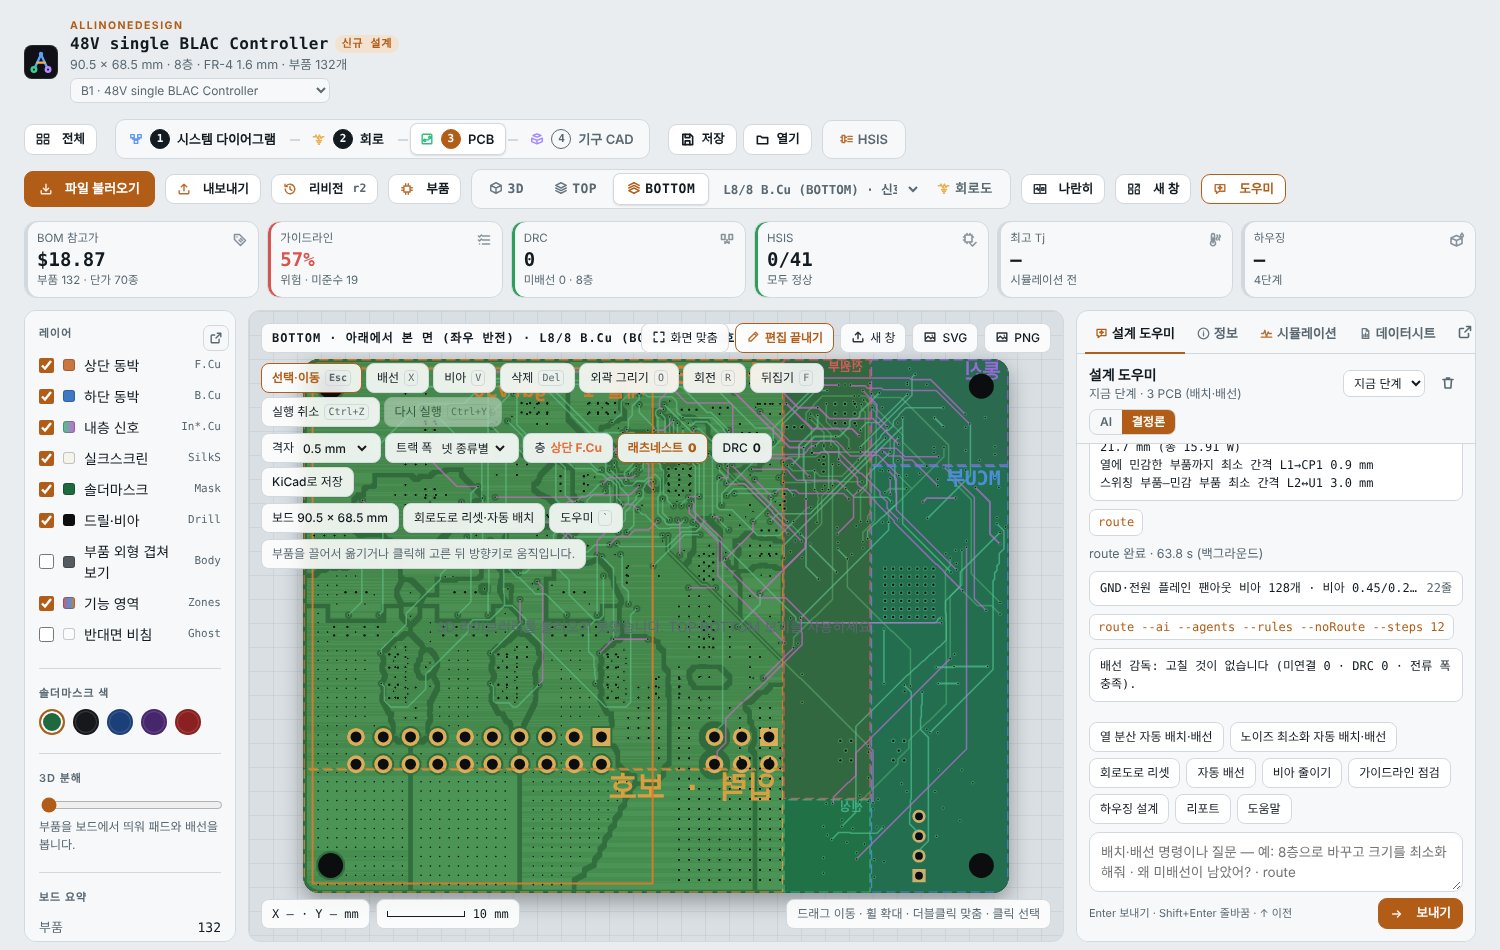 ALLINONEDESIGN
48V single BLAC Controller 신규 설계
90.5 × 68.5 mm · 8층 · FR-4 1.6 mm · 부품 132개
B1 · 48V single BLAC Controller
전체
1 시스템 다이어그램 — 2 회로 — 3 PCB — 4 기구 CAD
저장
열기
HSIS
파일 불러오기
내보내기
리비전 r2
부품
3D
TOP
BOTTOM
L8/8 B.Cu (BOTTOM) · 신호
회로도
나란히
새 창
도우미
BOM 참고가
$18.87
부품 132 · 단가 70종
가이드라인
57%
위험 · 미준수 19
DRC
0
미배선 0 · 8층
HSIS
0/41
모두 정상
최고 Tj
—
시뮬레이션 전
하우징
—
4단계
레이어
상단 동박 F.Cu
하단 동박 B.Cu
내층 신호 In*.Cu
실크스크린 SilkS
솔더마스크 Mask
드릴·비아 Drill
부품 외형 겹쳐 보기 Body
기능 영역 Zones
반대면 비침 Ghost
솔더마스크 색
3D 분해
부품을 보드에서 띄워 패드와 배선을
봅니다.
보드 요약
부품 132
BOTTOM · 아래에서 본 면 (좌우 반전) · L8/8 B.Cu (BO
화면 맞춤
편집 끝내기
새 창
SVG
PNG
선택·이동 Esc
배선 X
비아 V
삭제 Del
외곽 그리기 O
회전 R
뒤집기 F
실행 취소 Ctrl+Z
다시 실행 Ctrl+Y
격자 0.5 mm
트랙 폭 넷 종류별
층 상단 F.Cu
래츠네스트 0
DRC 0
KiCad로 저장
보드 90.5 × 68.5 mm
회로도로 리셋·자동 배치
도우미 `
부품을 끌어서 옮기거나 클릭해 고른 뒤 방향키로 움직입니다.
통신
MCU부
입력 · 보호
X — · Y — mm
10 mm
드래그 이동 · 휠 확대 · 더블클릭 맞춤 · 클릭 선택
설계 도우미
정보
시뮬레이션
데이터시트
설계 도우미
지금 단계 · 3 PCB (배치·배선)
지금 단계
AI
결정론
21.7 mm (총 15.91 W)
열에 민감한 부품까지 최소 간격 L1→CP1 0.9 mm
스위칭 부품–민감 부품 최소 간격 L2↔U1 3.0 mm
route
route 완료 · 63.8 s (백그라운드)
GND·전원 플레인 팬아웃 비아 128개 · 비아 0.45/0.2… 22줄
route --ai --agents --rules --noRoute --steps 12
배선 감독: 고칠 것이 없습니다 (미연결 0 · DRC 0 · 전류 폭
충족).
열 분산 자동 배치·배선
노이즈 최소화 자동 배치·배선
회로도로 리셋
자동 배선
비아 줄이기
가이드라인 점검
하우징 설계
리포트
도움말
배치·배선 명령이나 질문 — 예: 8층으로 바꾸고 크기를 최소화
해줘 · 왜 미배선이 남았어? · route
Enter 보내기 · Shift+Enter 줄바꿈 · ↑ 이전
보내기